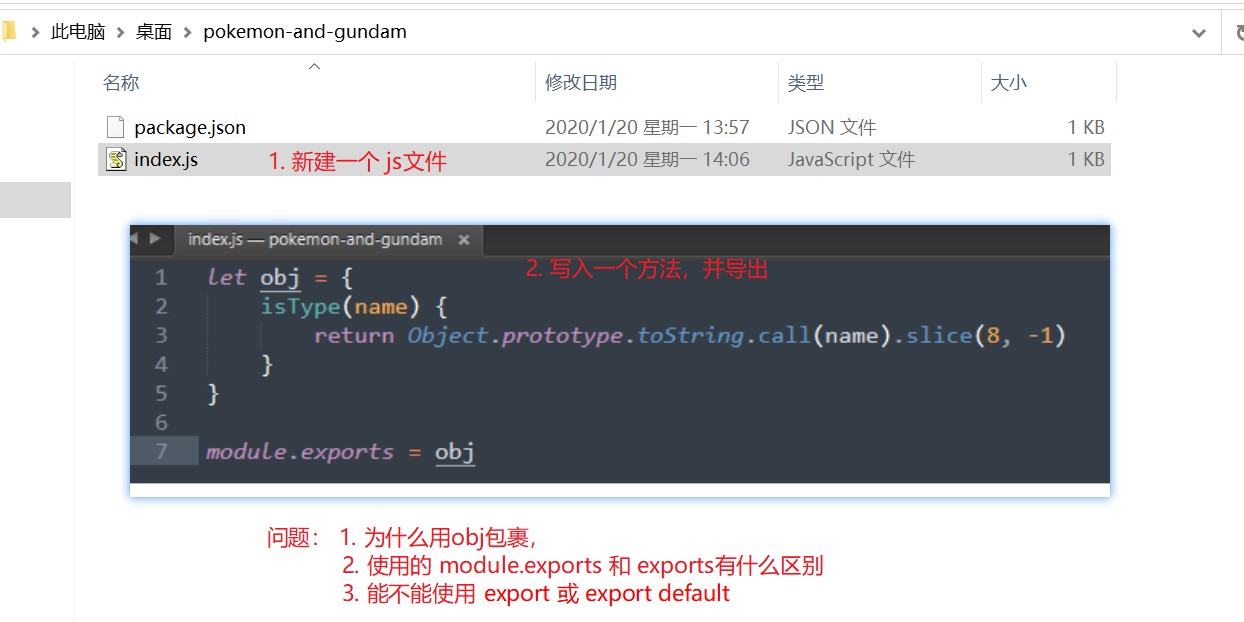 此电脑 > 桌面 > pokemon-and-gundam
名称 修改日期 类型 大小
package.json 2020/1/20 星期一 13:57 JSON 文件 1 KB
index.js 1. 新建一个 js文件 2020/1/20 星期一 14:06 JavaScript 文件 1 KB
index.js — pokemon-and-gundam ×
2. 写入一个方法，并导出
1 let obj = {
2 isType(name) {
3 return Object.prototype.toString.call(name).slice(8, -1)
4 }
5 }
6
7 module.exports = obj
问题： 1. 为什么用obj包裹，
2. 使用的 module.exports 和 exports有什么区别
3. 能不能使用 export 或 export default